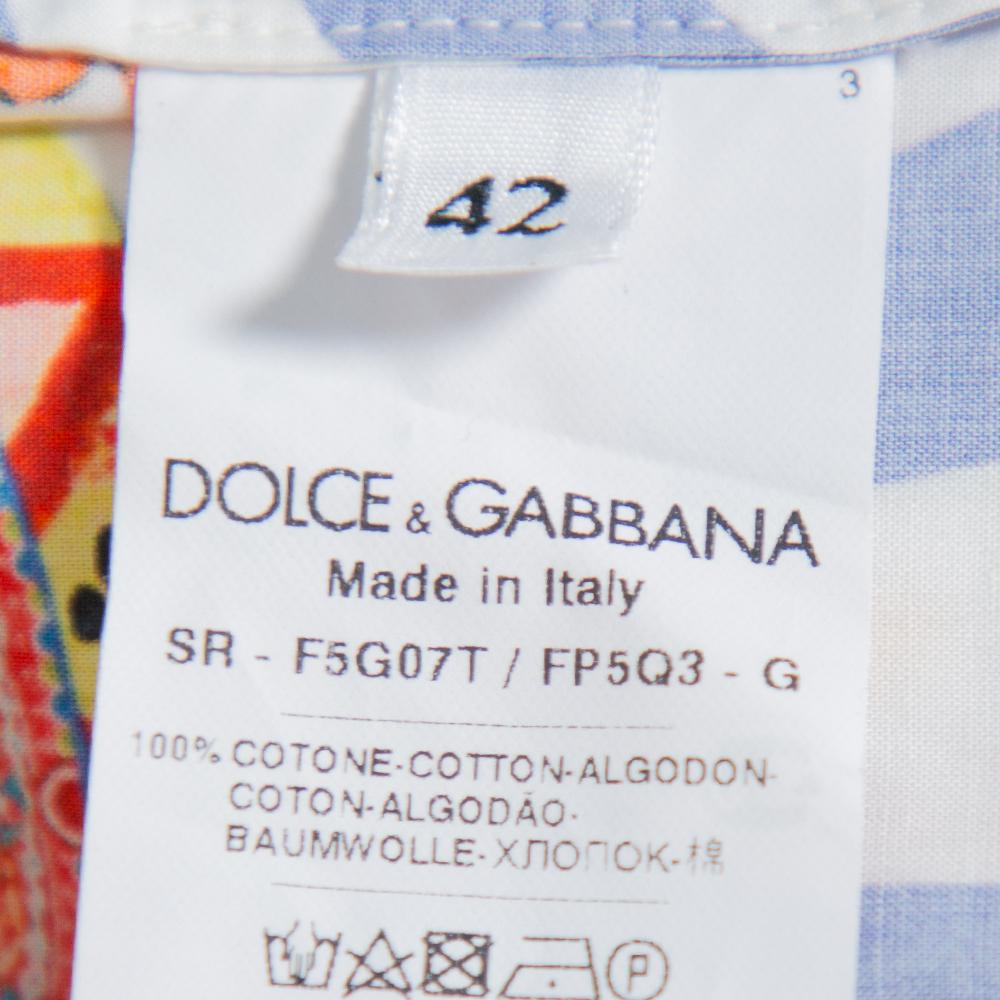 3
42
DOLCE & GABBANA
Made in Italy
SR - F5G07T / FP5Q3 - G
100% COTONE-COTTON-ALGODON-
COTON-ALGODÃO-
BAUMWOLLE-ХЛОПОК-棉
P